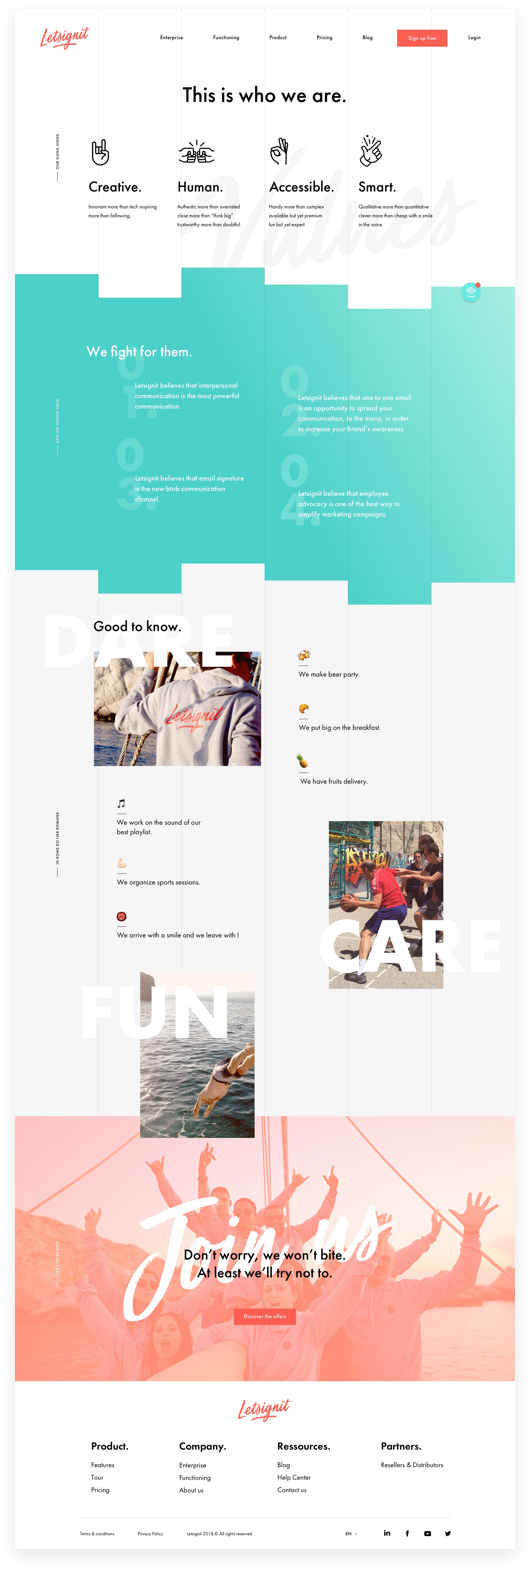 Letsignit
Enterprise
Functioning
Product
Pricing
Blog
Sign up free
Login
This is who we are.
OUR GANG SIGNS
Values
Creative.
Innovant more than tech inspiring
more than following.
Human.
Authentic more than overrated
close more than "think big"
trustworthy more than doubtful.
Accessible.
Handy more than complex
available but yet premium
fun but yet expert.
Smart.
Qualitative more than quantitative
clever more than cheap with a smile
in the voice.
We fight for them.
01.
Letsignit believes that interpersonal
communication is the most powerful
communication.
02.
Letsignit believes that one to one email
is an opportunity to spread your
communication, to the many, in order
to increase your brand's awareness.
03.
Letsignit believes that email signature
is the new btob communication
channel.
04.
Letsignit believe that employee
advocacy is one of the best way to
amplify marketing campaigns.
DARE
Good to know.
Letsignit
We make beer party.
We put big on the breakfast.
We have fruits delivery.
IN ROME DO LIKE ROMANS
We work on the sound of our
best playlist.
We organize sports sessions.
We arrive with a smile and we leave with !
CARE
FUN
Join us
Don't worry, we won't bite.
At least we'll try not to.
Discover the offers
Letsignit
Product.
Features
Tour
Pricing
Company.
Enterprise
Functioning
About us
Ressources.
Blog
Help Center
Contact us
Partners.
Resellers & Distributors
Terms & conditions
Privacy Policy
Letsignit 2018 © All rights reserved
EN